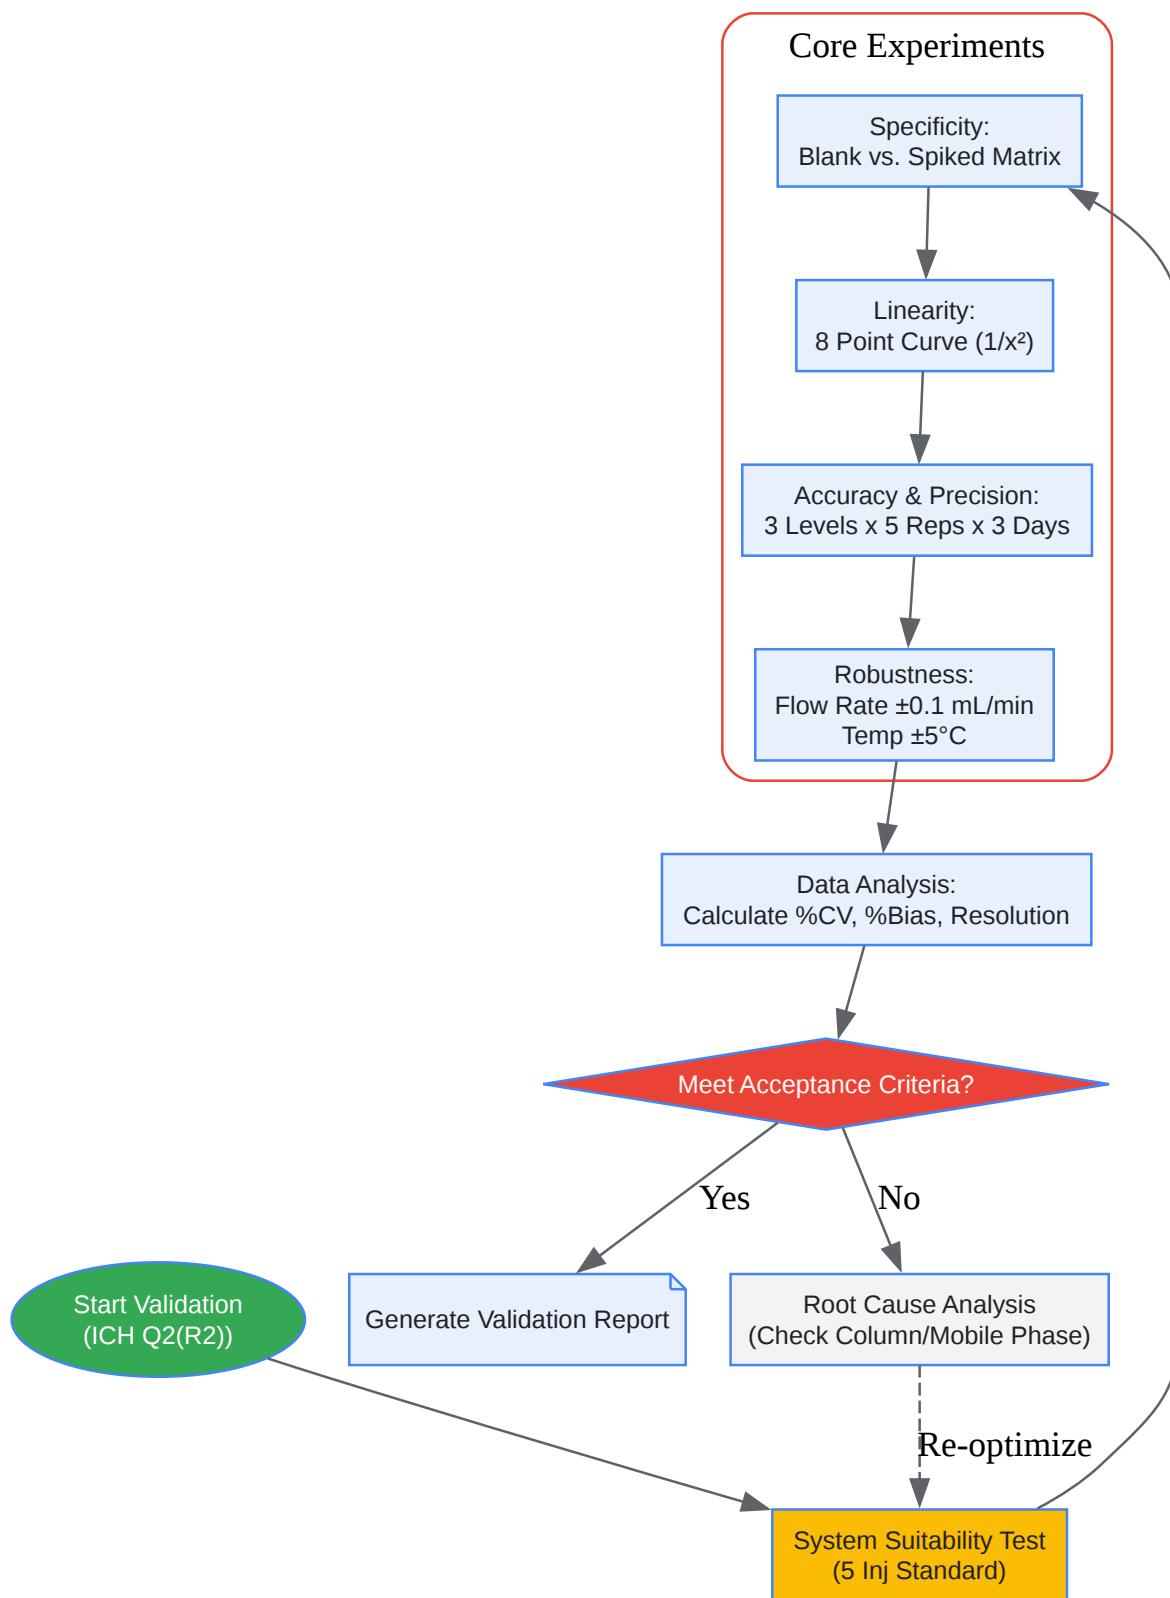 Core Experiments
Specificity:
Blank vs. Spiked Matrix
Linearity:
8 Point Curve (1/x²)
Accuracy & Precision:
3 Levels x 5 Reps x 3 Days
Robustness:
Flow Rate ±0.1 mL/min
Temp ±5°C
Data Analysis:
Calculate %CV, %Bias, Resolution
Meet Acceptance Criteria?
Yes
No
Start Validation
(ICH Q2(R2))
Generate Validation Report
Root Cause Analysis
(Check Column/Mobile Phase)
Re-optimize
System Suitability Test
(5 Inj Standard)